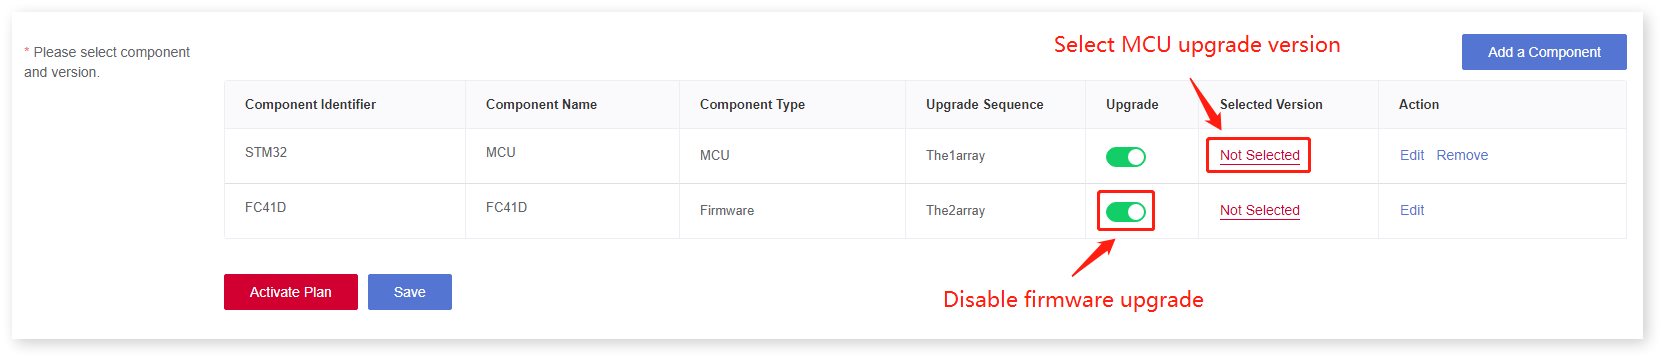 Select MCU upgrade version
* Please select component
and version.
Add a Component
Component Identifier Component Name Component Type Upgrade Sequence Upgrade Selected Version Action
STM32 MCU MCU The1array Not Selected Edit Remove
FC41D FC41D Firmware The2array Not Selected Edit
Activate Plan Save
Disable firmware upgrade